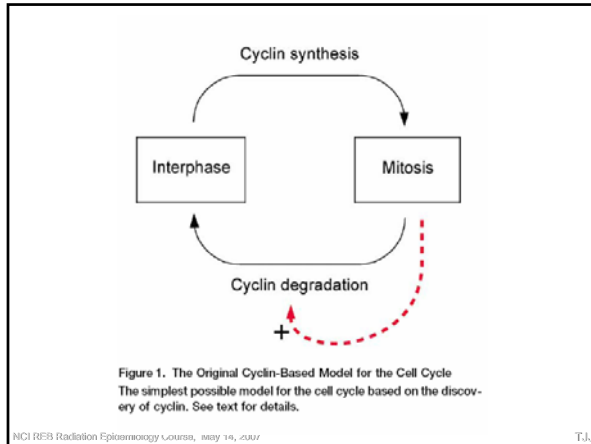 Cyclin synthesis
Interphase
Mitosis
Cyclin degradation
+
Figure 1. The Original Cyclin-Based Model for the Cell Cycle
The simplest possible model for the cell cycle based on the discov-
ery of cyclin. See text for details.
NCI REB Radiation Epidemiology Course, May 14, 2007
T.J.